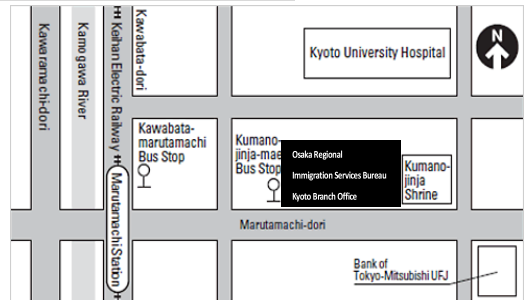 Kawaramachi-dori
Kamogawa River
Keihan Electric Railway
Marutamachi Station
Kawabata-dori
Kyoto University Hospital
N
Kawabata-
marutamachi
Bus Stop
Kumano-
jinja-mae
Bus Stop
Osaka Regional
Immigration Services Bureau
Kyoto Branch Office
Kumano-
jinja
Shrine
Marutamachi-dori
Bank of
Tokyo-Mitsubishi UFJ